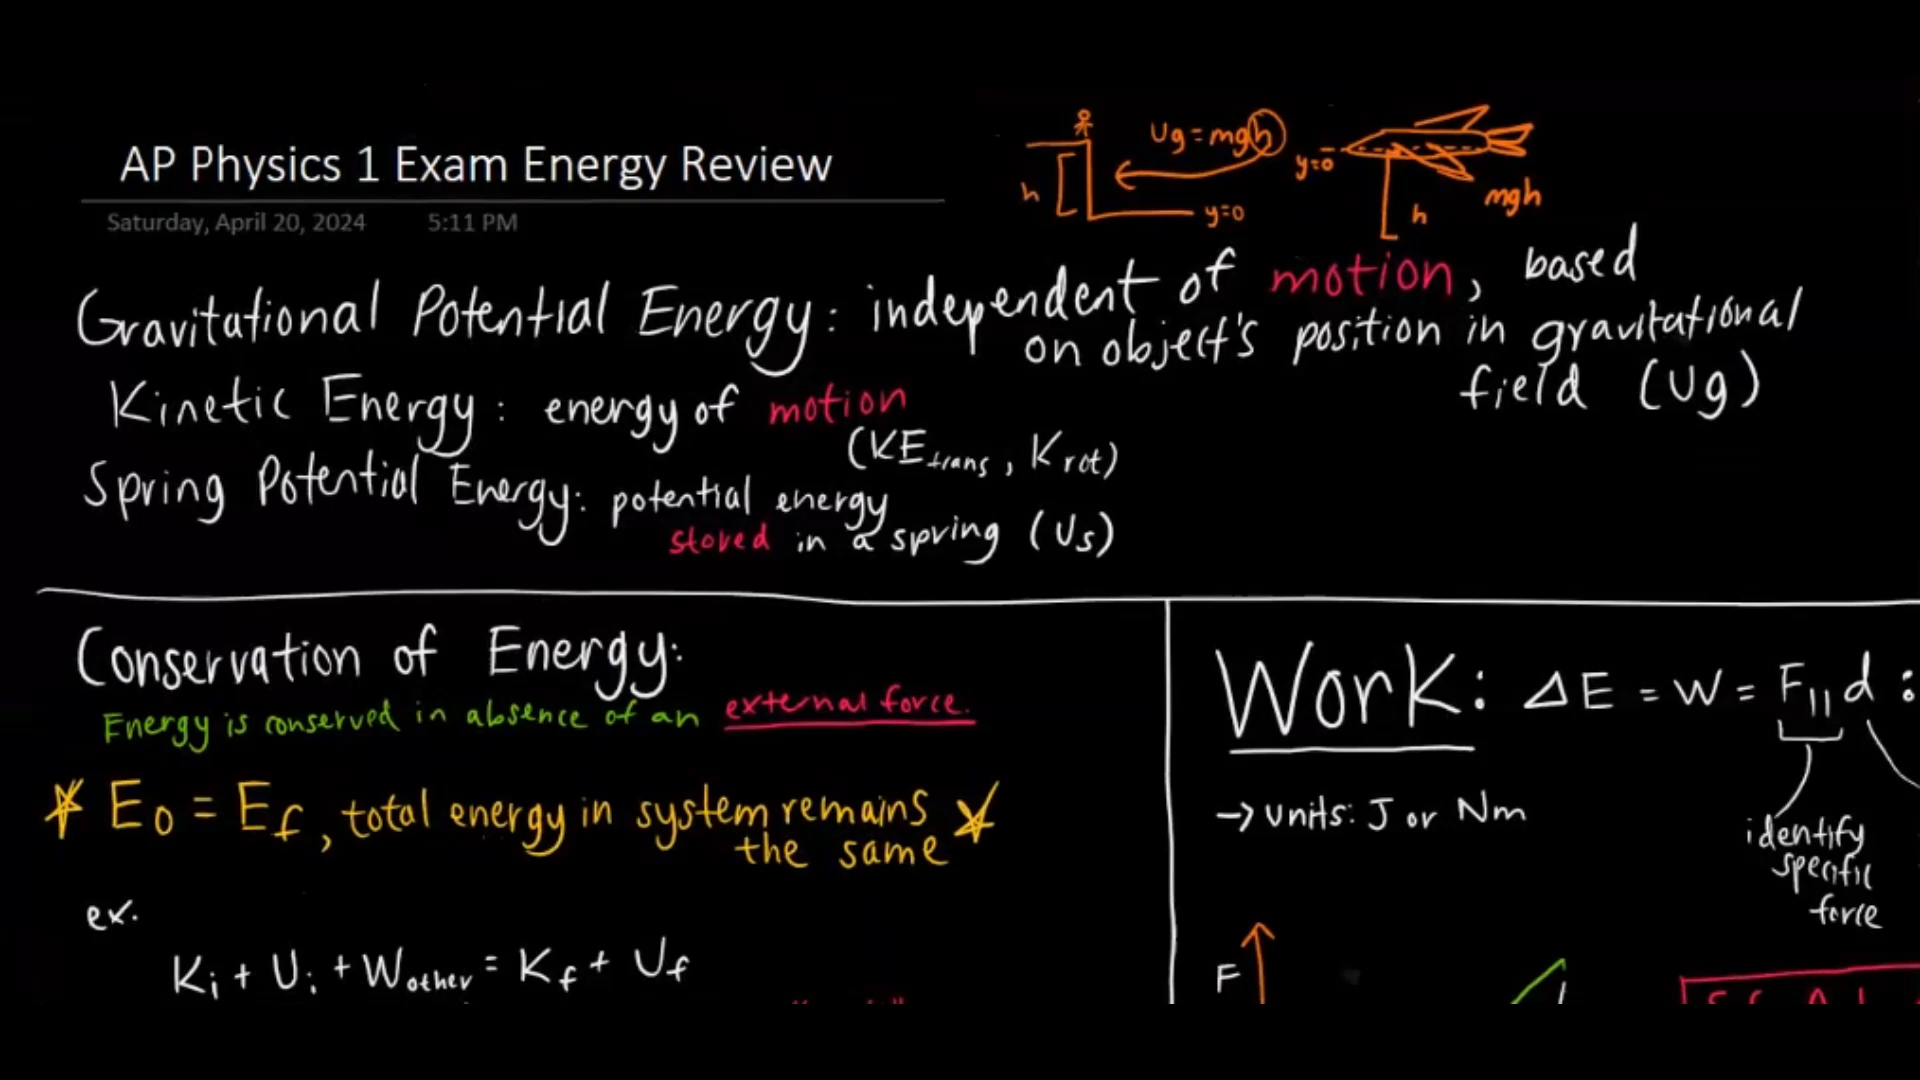 AP Physics 1 Exam Energy Review
Saturday, April 20, 2024 5:11 PM
Ug=mgh
h
y=0
y=0
h
mgh
Gravitational Potential Energy: independent of motion, based
on object's position in gravitational
field (Ug)
Kinetic Energy: energy of motion
(KEtrans, Krot)
Spring Potential Energy: potential energy
stored in a spring (Us)
Conservation of Energy:
Energy is conserved in absence of an external force.
E0 = Ef, total energy in system remains
the same
ex.
Ki + Ui + Wother = Kf + Uf
Work: ΔE = W = F|| d :
→ units: J or Nm
identify
specific
force
F